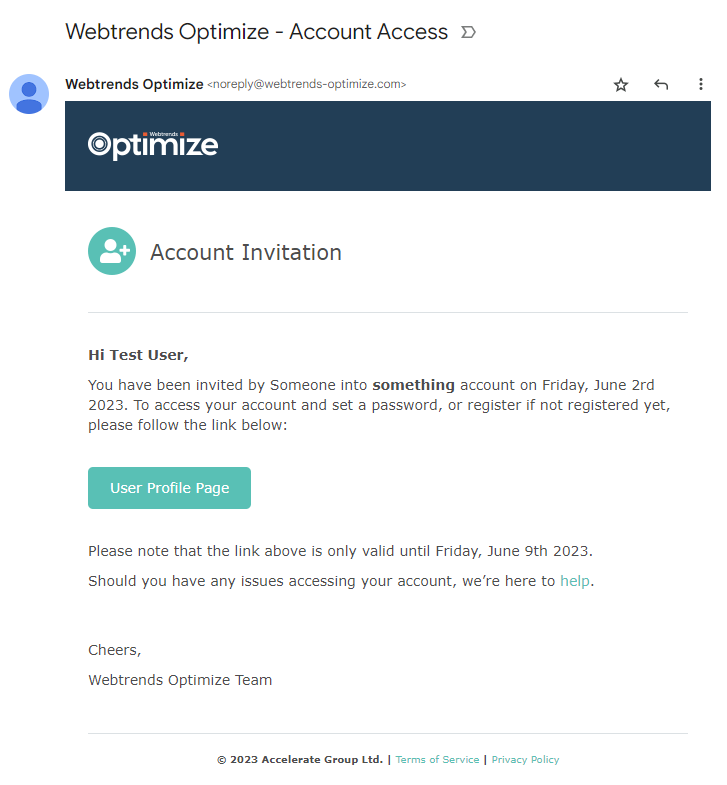 Webtrends Optimize - Account Access
Webtrends Optimize <noreply@webtrends-optimize.com>
Webtrends
Optimize
Account Invitation
Hi Test User,
You have been invited by Someone into something account on Friday, June 2rd
2023. To access your account and set a password, or register if not registered yet,
please follow the link below:
User Profile Page
Please note that the link above is only valid until Friday, June 9th 2023.
Should you have any issues accessing your account, we’re here to help.
Cheers,
Webtrends Optimize Team
© 2023 Accelerate Group Ltd. | Terms of Service | Privacy Policy